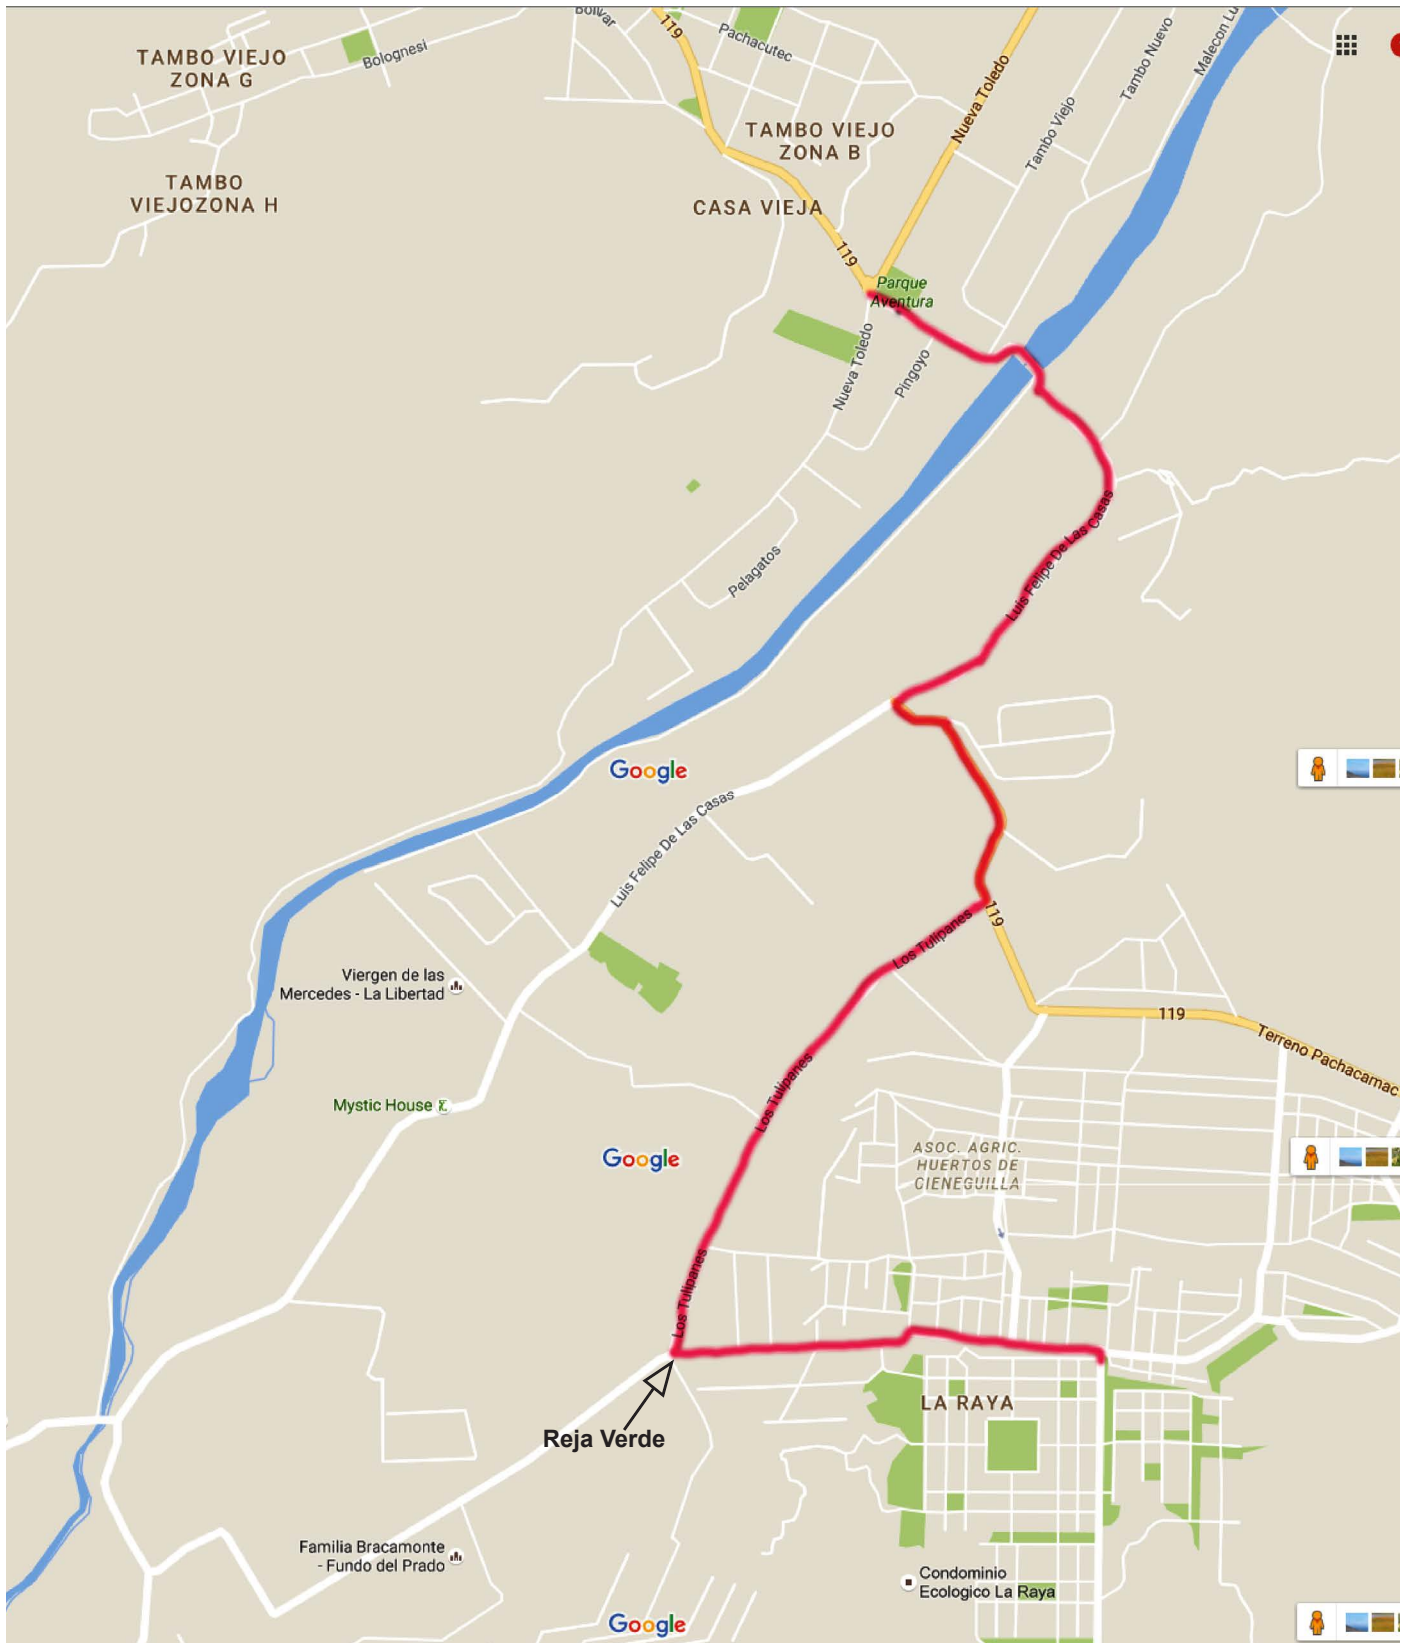 Bolivar
119
Pachacutec
TAMBO VIEJO
ZONA G
Bolognesi
Nueva Toledo
Tambo Viejo
Tambo Nuevo
Malecon Lu
TAMBO VIEJO
ZONA B
TAMBO
VIEJOZONA H
CASA VIEJA
119
Parque
Aventura
Nueva Toledo
Pingoyo
Luis Felipe De Las Casas
Pelagatos
Google
Luis Felipe De Las Casas
119
Los Tulipanes
Viergen de las
Mercedes - La Libertad
119
Terreno Pachacamac
Los Tulipanes
Mystic House
Google
ASOC. AGRIC.
HUERTOS DE
CIENEGUILLA
Los Tulipanes
LA RAYA
Reja Verde
Familia Bracamonte
- Fundo del Prado
Condominio
Ecologico La Raya
Google